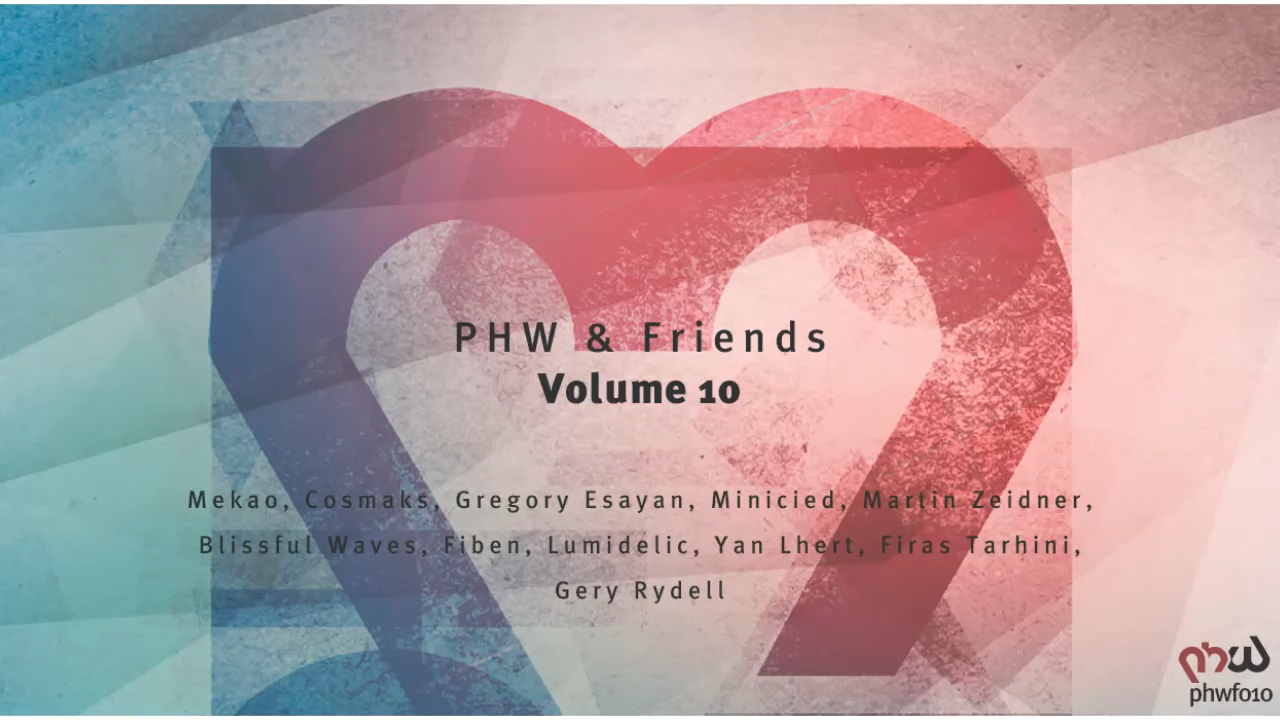 PHW & Friends
Volume 10
Mekao, Cosmaks, Gregory Esayan, Minicied, Martin Zeidner,
Blissful Waves, Fiben, Lumidelic, Yan Lhert, Firas Tarhini,
Gery Rydell
phw
phwf010